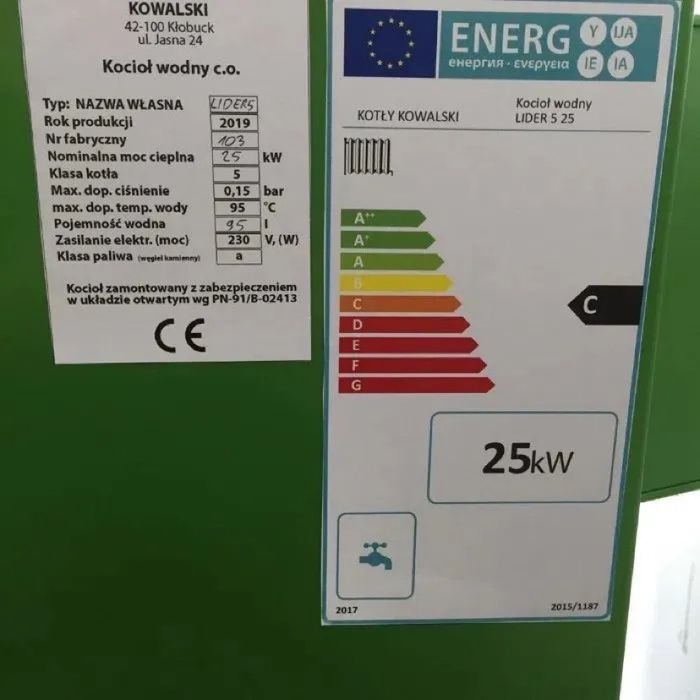 KOWALSKI
42-100 Kłobuck
ul. Jasna 24
Kocioł wodny c.o.
Typ: NAZWA WŁASNA LIDER5
Rok produkcji 2019
Nr fabryczny 103
Nominalna moc cieplna 25 kW
Klasa kotła 5
Max. dop. ciśnienie 0,15 bar
max. dop. temp. wody 95 °C
Pojemność wodna 95 l
Zasilanie elektr. (moc) 230 V, (W)
Klasa paliwa (węgiel kamienny) a
Kocioł zamontowany z zabezpieczeniem
w układzie otwartym wg PN-91/B-02413
CE
ENERG Y IJA
енергия · ενεργεια IE IA
KOTŁY KOWALSKI
Kocioł wodny
LIDER 5 25
A++
A+
A
B
C
D
E
F
G
C
25kW
2017
2015/1187